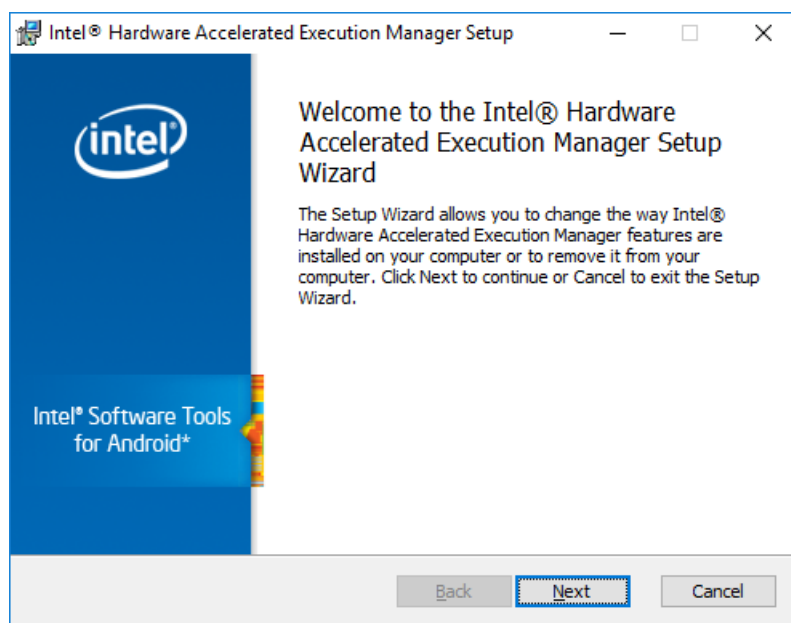 Intel® Hardware Accelerated Execution Manager Setup
intel®
Welcome to the Intel® Hardware
Accelerated Execution Manager Setup
Wizard
The Setup Wizard allows you to change the way Intel®
Hardware Accelerated Execution Manager features are
installed on your computer or to remove it from your
computer. Click Next to continue or Cancel to exit the Setup
Wizard.
Intel® Software Tools
for Android*
Back
Next
Cancel